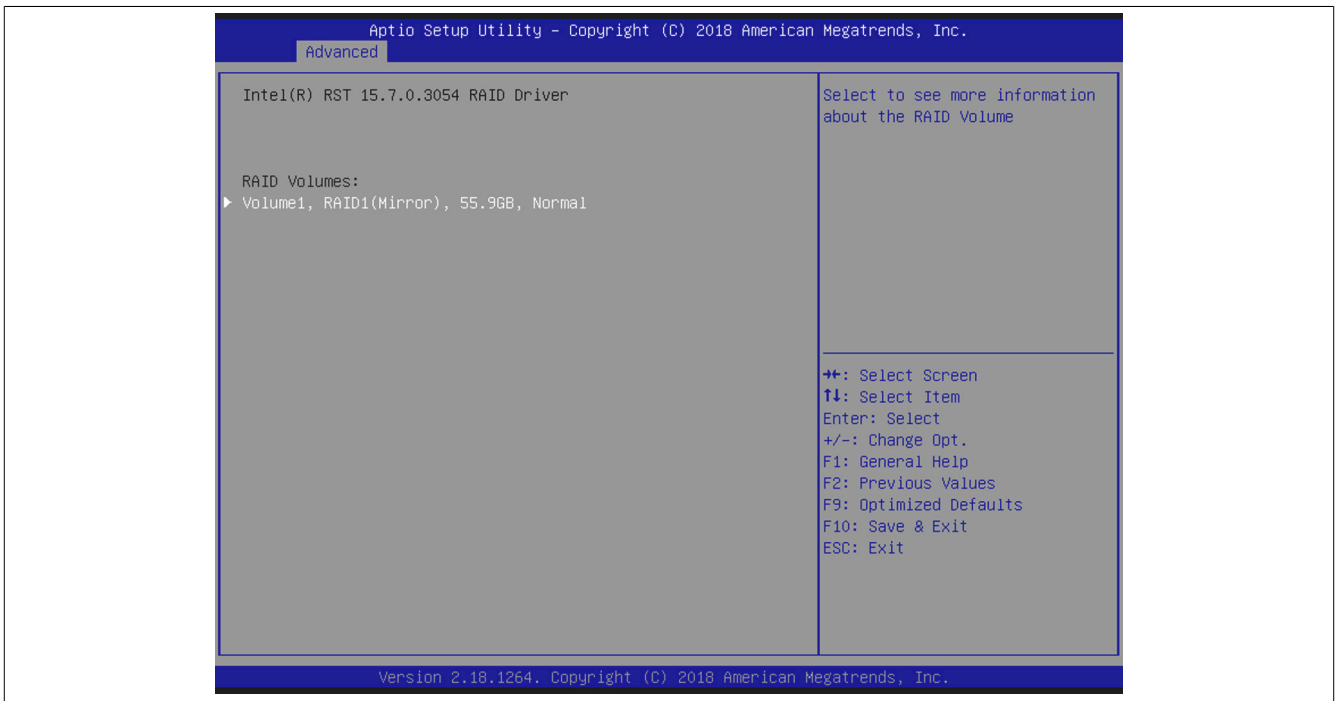 Aptio Setup Utility – Copyright (C) 2018 American Megatrends, Inc.
Advanced
Intel(R) RST 15.7.0.3054 RAID Driver
RAID Volumes:
▶ Volume1, RAID1(Mirror), 55.9GB, Normal
Select to see more information
about the RAID Volume
→←: Select Screen
↑↓: Select Item
Enter: Select
+/-: Change Opt.
F1: General Help
F2: Previous Values
F9: Optimized Defaults
F10: Save & Exit
ESC: Exit
Version 2.18.1264. Copyright (C) 2018 American Megatrends, Inc.